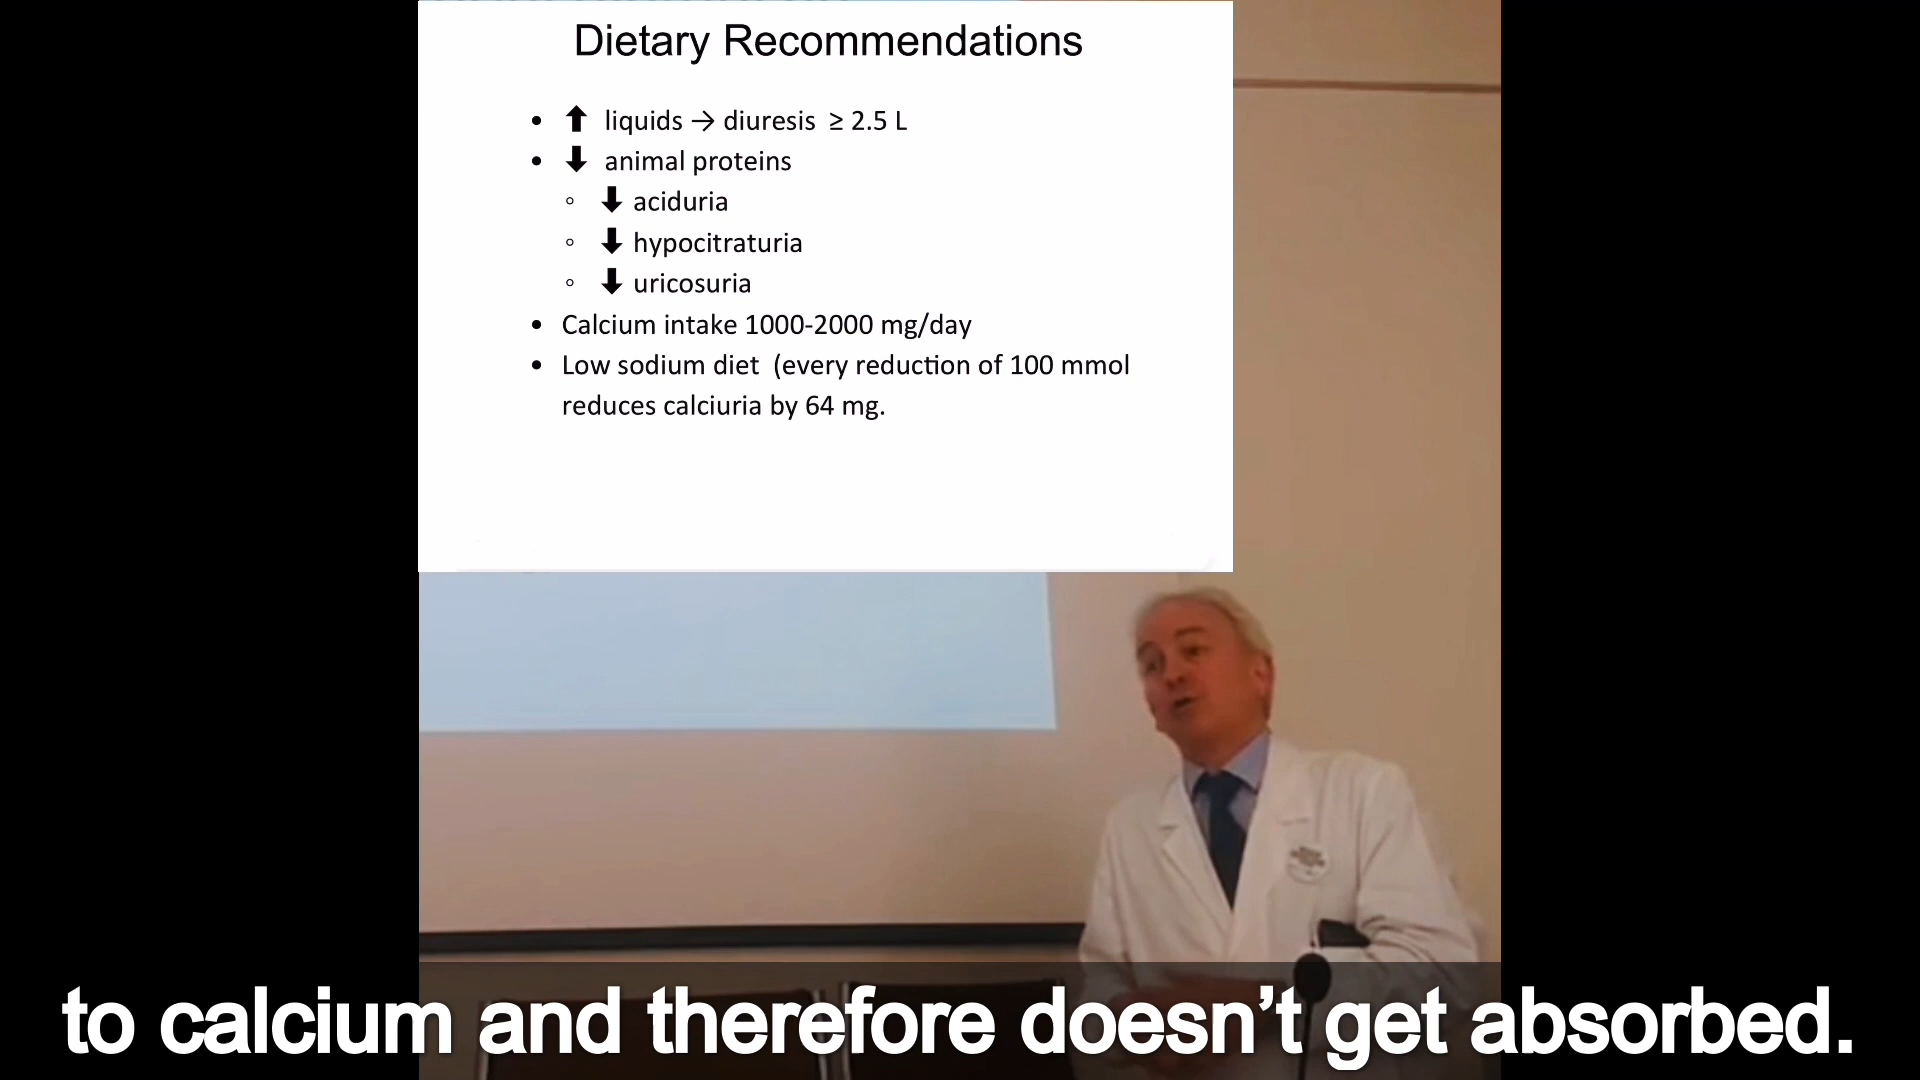 Dietary Recommendations
• ⬆ liquids → diuresis ≥ 2.5 L
• ⬇ animal proteins
◦ ⬇ aciduria
◦ ⬇ hypocitraturia
◦ ⬇ uricosuria
• Calcium intake 1000-2000 mg/day
• Low sodium diet (every reduction of 100 mmol
reduces calciuria by 64 mg.
to calcium and therefore doesn't get absorbed.